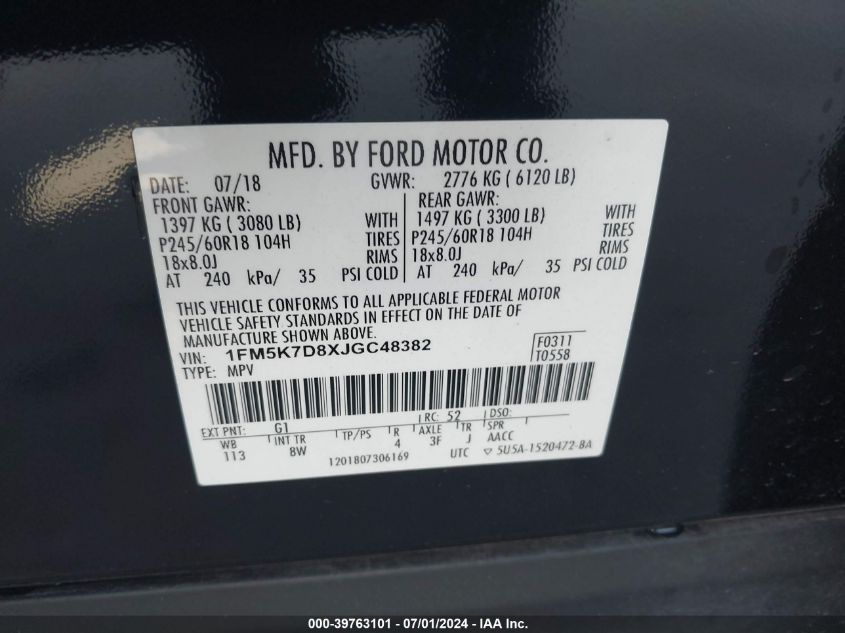 MFD. BY FORD MOTOR CO.
DATE: 07/18 GVWR: 2776 KG ( 6120 LB)
FRONT GAWR: REAR GAWR:
1397 KG ( 3080 LB) WITH 1497 KG ( 3300 LB) WITH
P245/60R18 104H TIRES P245/60R18 104H TIRES
18x8.0J RIMS 18x8.0J RIMS
AT 240 kPa/ 35 PSI COLD AT 240 kPa/ 35 PSI COLD
THIS VEHICLE CONFORMS TO ALL APPLICABLE FEDERAL MOTOR
VEHICLE SAFETY STANDARDS IN EFFECT ON THE DATE OF
MANUFACTURE SHOWN ABOVE.
VIN: 1FM5K7D8XJGC48382 F0311
TYPE: MPV T0558
EXT PNT: G1 RC: 52 DSO:
WB INT TR TP/PS R AXLE TR SPR
113 8W 4 3F J AACC
1201807306169 UTC ▽ 5U5A-1520472-8A
000-39763101 - 07/01/2024 - IAA Inc.